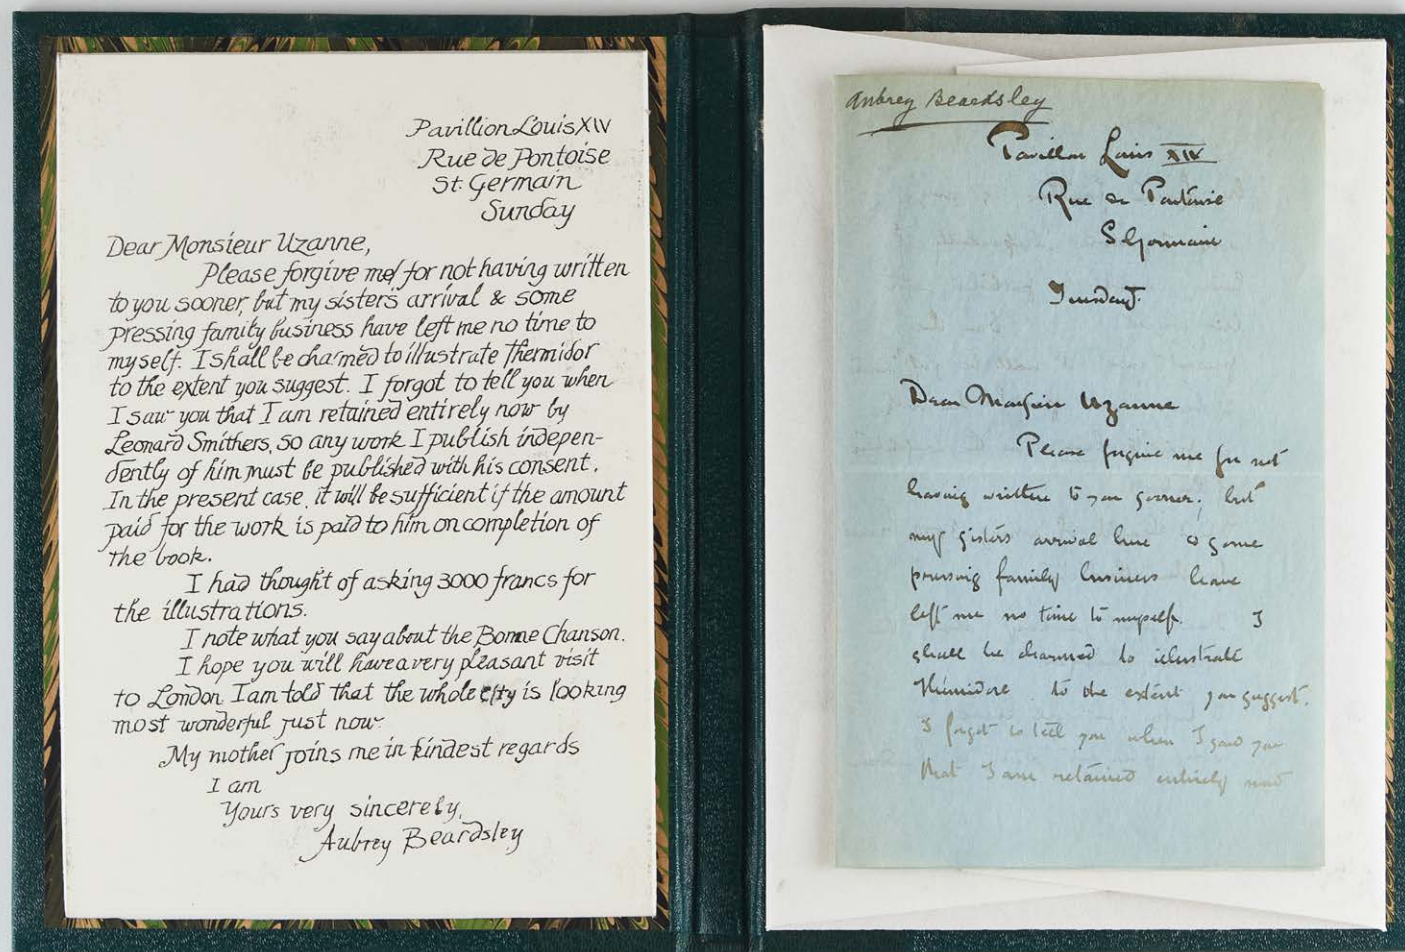 Pavillion Louis XIV
Rue de Pontoise
St. Germain
Sunday
Dear Monsieur Uzanne,
Please forgive me for not having written
to you sooner, but my sisters arrival & some
pressing family business have left me no time to
myself. I shall be charmed to illustrate Thermidor
to the extent you suggest. I forgot to tell you when
I saw you that I am retained entirely now by
Leonard Smithers, so any work I publish indepen-
dently of him must be published with his consent.
In the present case, it will be sufficient if the amount
paid for the work is paid to him on completion of
the book.
I had thought of asking 3000 francs for
the illustrations.
I note what you say about the Bonne Chanson.
I hope you will have a very pleasant visit
to London. I am told that the whole city is looking
most wonderful just now.
My mother joins me in kindest regards
I am
Yours very sincerely,
Aubrey Beardsley
Aubrey Beardsley
Pavillon Louis XIV
Rue de Pontoise
S Germain
Dear Monsieur Uzanne
Please forgive me for not
having written to you sooner; but
my sisters arrival here & some
pressing family business have
left me no time to myself. I
shall be charmed to illustrate
Thermidore to the extent you suggest.
I forgot to tell you when I saw you
that I am retained entirely now